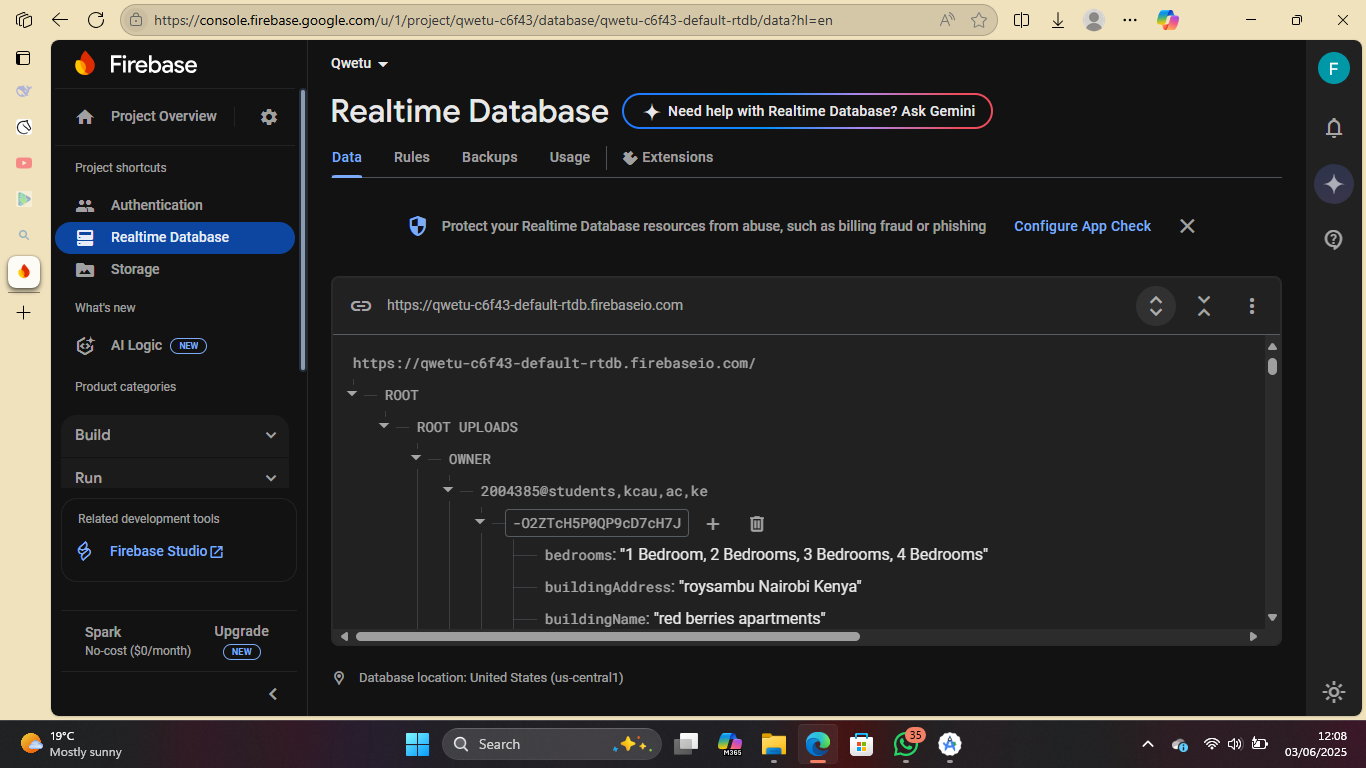 https://console.firebase.google.com/u/1/project/qwetu-c6f43/database/qwetu-c6f43-default-rtdb/data?hl=en
Firebase
Project Overview
Project shortcuts
Authentication
Realtime Database
Storage
What's new
AI Logic NEW
Product categories
Build
Run
Related development tools
Firebase Studio
Spark
No-cost ($0/month)
Upgrade
NEW
Qwetu
Realtime Database
Need help with Realtime Database? Ask Gemini
Data Rules Backups Usage Extensions
Protect your Realtime Database resources from abuse, such as billing fraud or phishing Configure App Check
https://qwetu-c6f43-default-rtdb.firebaseio.com
https://qwetu-c6f43-default-rtdb.firebaseio.com/
ROOT
ROOT UPLOADS
OWNER
2004385@students,kcau,ac,ke
-O2ZTcH5P0QP9cD7cH7J
bedrooms: "1 Bedroom, 2 Bedrooms, 3 Bedrooms, 4 Bedrooms"
buildingAddress: "roysambu Nairobi Kenya"
buildingName: "red berries apartments"
Database location: United States (us-central1)
F
19°C
Mostly sunny
Search
M365
35
12:08
03/06/2025